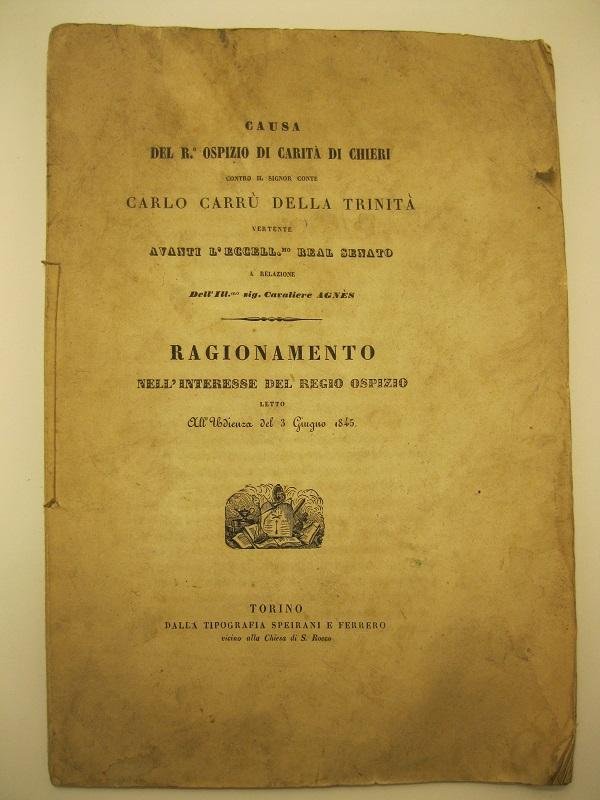 CAUSA
DEL R.º OSPIZIO DI CARITÀ DI CHIERI
CONTRO IL SIGNOR CONTE
CARLO CARRÙ DELLA TRINITÀ
VERTENTE
AVANTI L'ECCELL.MO REAL SENATO
A RELAZIONE
Dell'Ill.mo sig. Cavaliere AGNÈS
RAGIONAMENTO
NELL'INTERESSE DEL REGIO OSPIZIO
LETTO
All'Udienza del 3 Giugno 1845.
TORINO
DALLA TIPOGRAFIA SPEIRANI E FERRERO
vicino alla Chiesa di S. Rocco